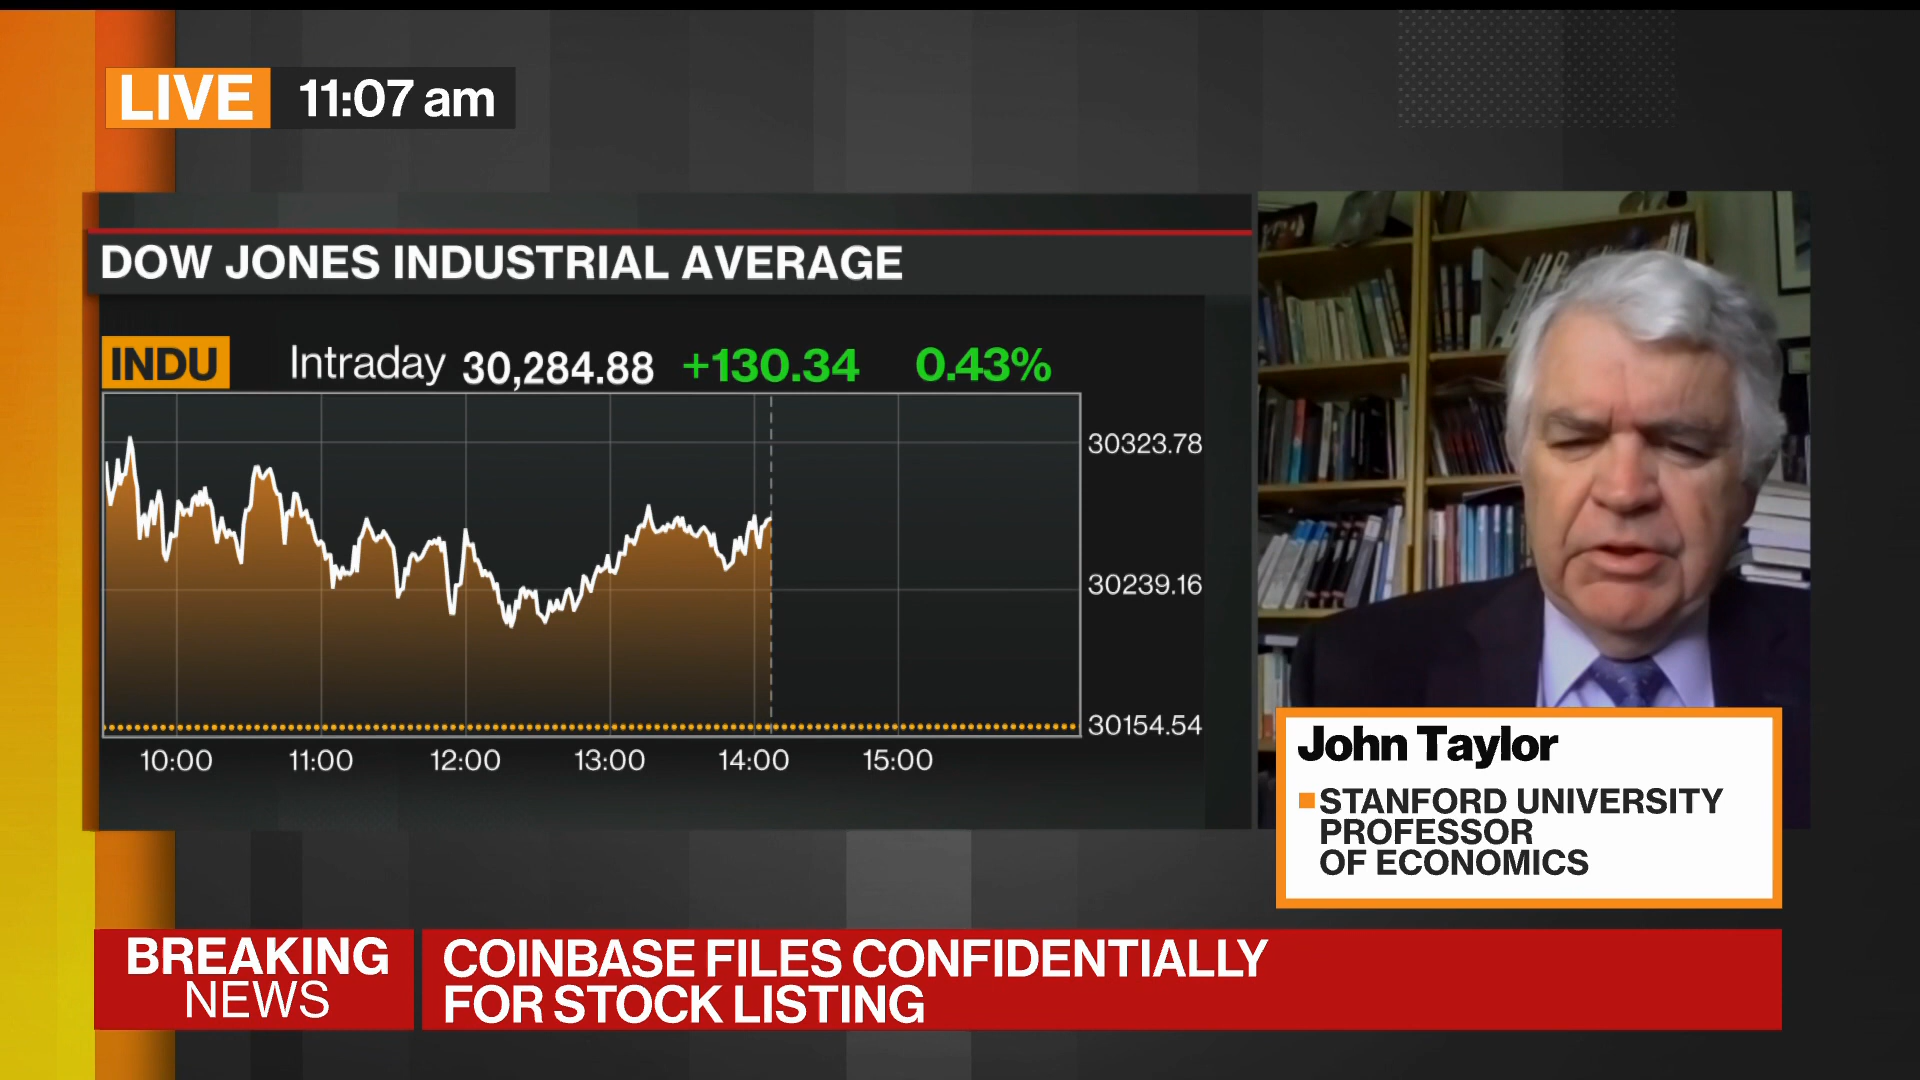 LIVE 11:07 am
DOW JONES INDUSTRIAL AVERAGE
INDU Intraday 30,284.88 +130.34 0.43%
30323.78
30239.16
30154.54
10:00 11:00 12:00 13:00 14:00 15:00
John Taylor
STANFORD UNIVERSITY
PROFESSOR
OF ECONOMICS
BREAKING
NEWS
COINBASE FILES CONFIDENTIALLY
FOR STOCK LISTING